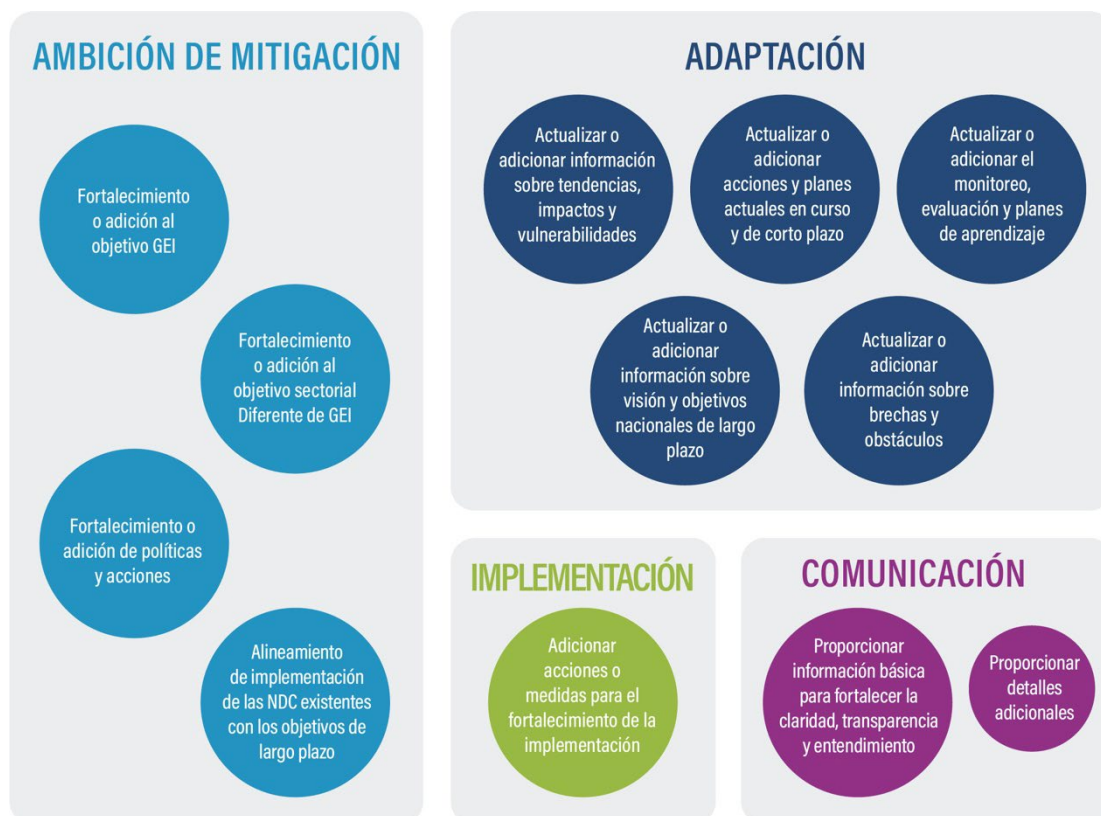 AMBICIÓN DE MITIGACIÓN
Fortalecimiento
o adición al
objetivo GEI
Fortalecimiento
o adición al
objetivo sectorial
Diferente de GEI
Fortalecimiento o
adición de políticas
y acciones
Alineamiento
de implementación
de las NDC existentes
con los objetivos de
largo plazo
ADAPTACIÓN
Actualizar o
adicionar información
sobre tendencias,
impactos y
vulnerabilidades
Actualizar o
adicionar
acciones y planes
actuales en curso
y de corto plazo
Actualizar o
adicionar el
monitoreo,
evaluación y planes
de aprendizaje
Actualizar o
adicionar
información sobre
visión y objetivos
nacionales de largo
plazo
Actualizar o
adicionar
información sobre
brechas y
obstáculos
IMPLEMENTACIÓN
Adicionar
acciones o
medidas para el
fortalecimiento de la
implementación
COMUNICACIÓN
Proporcionar
información básica
para fortalecer la
claridad, transparencia
y entendimiento
Proporcionar
detalles
adicionales